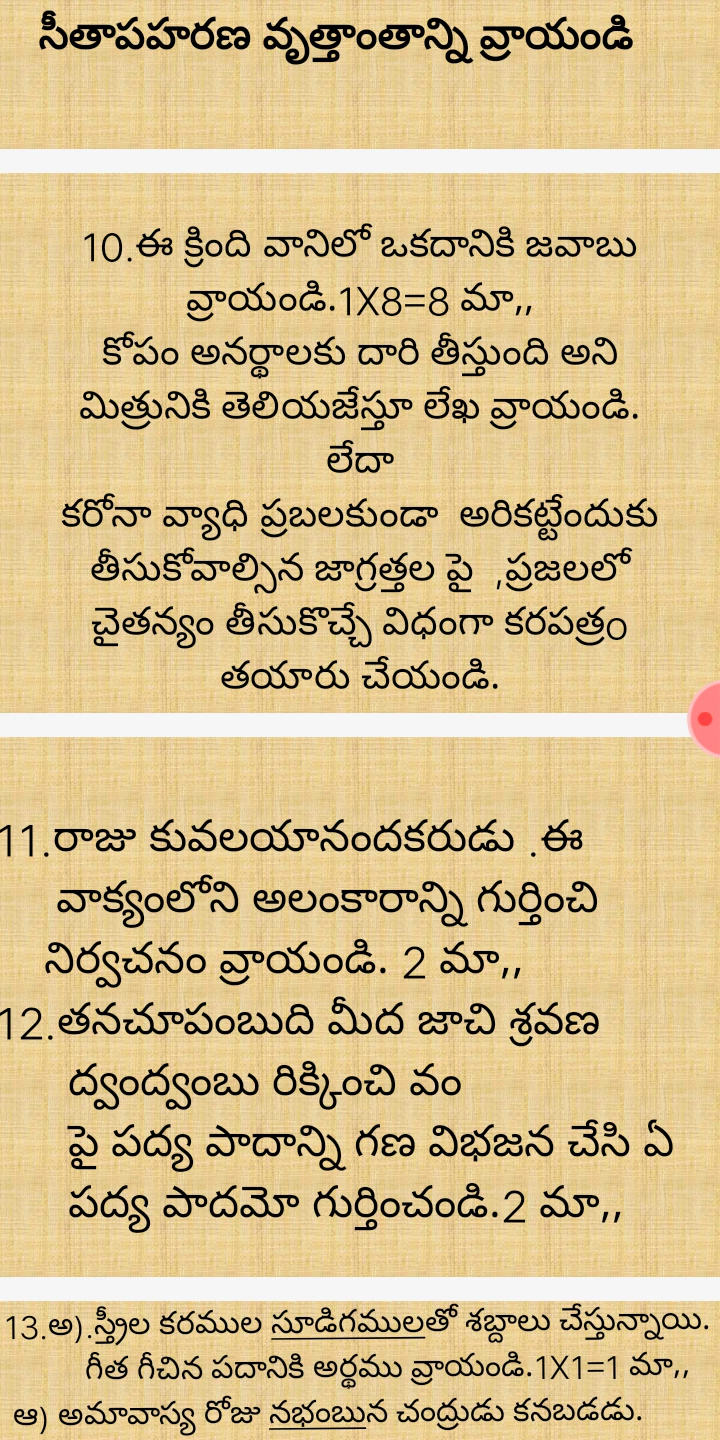 సీతాపహరణ వృత్తాంతాన్ని వ్రాయండి
10.ఈ క్రింది వానిలో ఒకదానికి జవాబు
వ్రాయండి.1X8=8 మా,,
కోపం అనర్థాలకు దారి తీస్తుంది అని
మిత్రునికి తెలియజేస్తూ లేఖ వ్రాయండి.
లేదా
కరోనా వ్యాధి ప్రబలకుండా అరికట్టేందుకు
తీసుకోవాల్సిన జాగ్రత్తల పై ,ప్రజలలో
చైతన్యం తీసుకొచ్చే విధంగా కరపత్రం
తయారు చేయండి.
11.రాజు కువలయానందకరుడు .ఈ
వాక్యంలోని అలంకారాన్ని గుర్తించి
నిర్వచనం వ్రాయండి. 2 మా,,
12.తనచూపంబుది మీద జాచి శ్రవణ
ద్వంద్వంబు రిక్కించి వం
పై పద్య పాదాన్ని గణ విభజన చేసి ఏ
పద్య పాదమో గుర్తించండి.2 మా,,
13.అ).స్త్రీల కరముల సూడిగములతో శబ్దాలు చేస్తున్నాయి.
గీత గీచిన పదానికి అర్థము వ్రాయండి.1X1=1 మా,,
ఆ) అమావాస్య రోజు నభంబున చంద్రుడు కనబడడు.